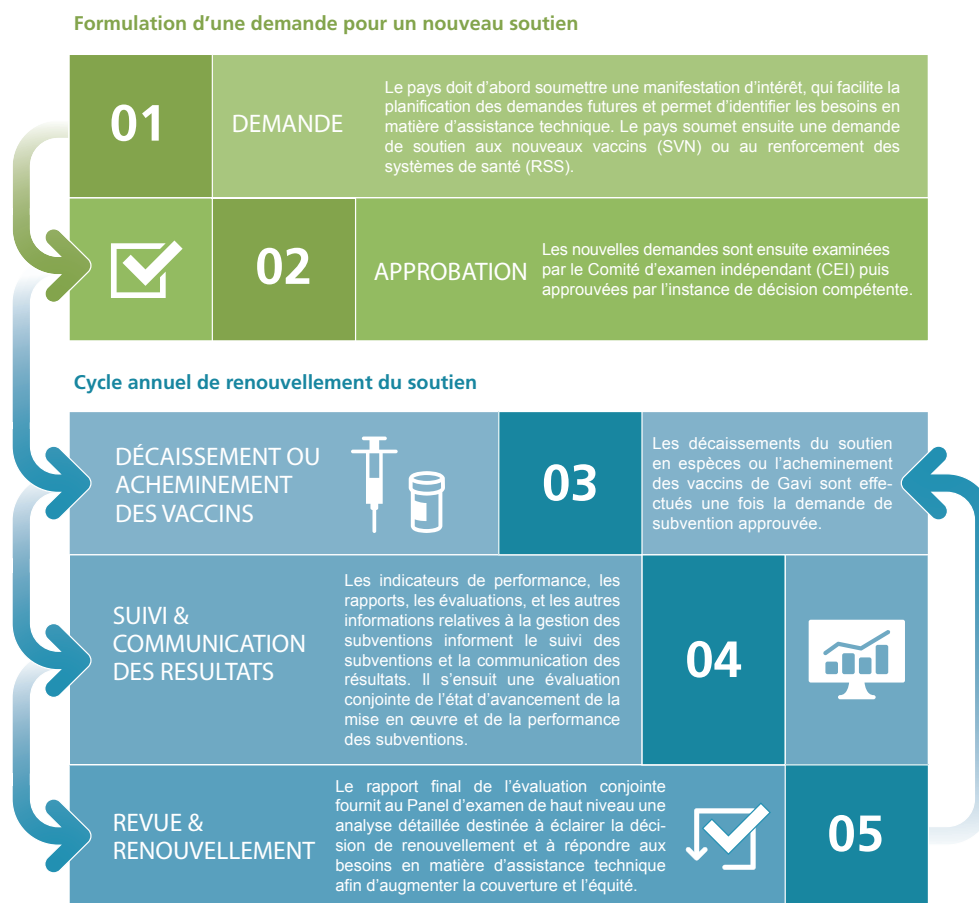 Formulation d’une demande pour un nouveau soutien
01
DEMANDE
Le pays doit d’abord soumettre une manifestation d’intérêt, qui facilite la
planification des demandes futures et permet d’identifier les besoins en
matière d’assistance technique. Le pays soumet ensuite une demande
de soutien aux nouveaux vaccins (SVN) ou au renforcement des
systèmes de santé (RSS).
02
APPROBATION
Les nouvelles demandes sont ensuite examinées
par le Comité d’examen indépendant (CEI) puis
approuvées par l’instance de décision compétente.
Cycle annuel de renouvellement du soutien
DÉCAISSEMENT OU
ACHEMINEMENT
DES VACCINS
03
Les décaissements du soutien
en espèces ou l’acheminement
des vaccins de Gavi sont effe-
ctués une fois la demande de
subvention approuvée.
SUIVI &
COMMUNICATION
DES RESULTATS
Les indicateurs de performance, les
rapports, les évaluations, et les autres
informations relatives à la gestion des
subventions informent le suivi des
subventions et la communication des
résultats. Il s’ensuit une évaluation
conjointe de l’état d’avancement de la
mise en œuvre et de la performance
des subventions.
04
REVUE &
RENOUVELLEMENT
Le rapport final de l’évaluation conjointe
fournit au Panel d’examen de haut niveau une
analyse détaillée destinée à éclairer la déci-
sion de renouvellement et à répondre aux
besoins en matière d’assistance technique
afin d’augmenter la couverture et l’équité.
05